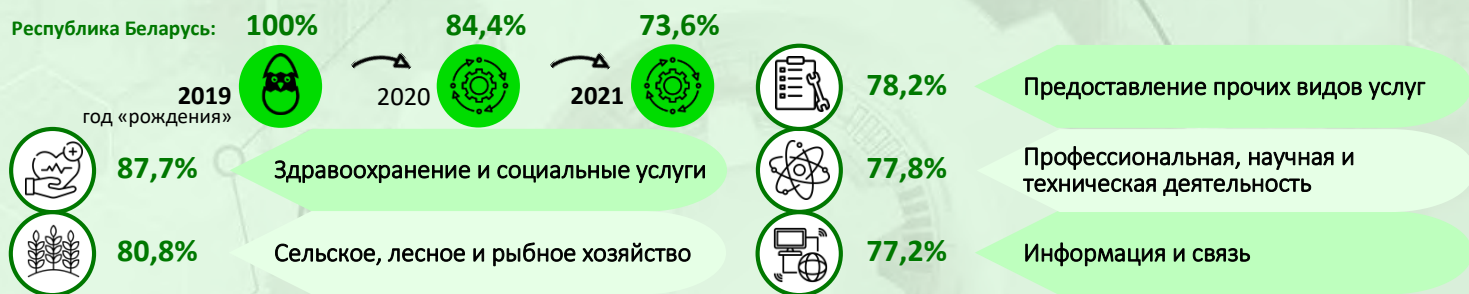 Республика Беларусь: 100% 84,4% 73,6%
2019 2020 2021
год «рождения»
87,7% Здравоохранение и социальные услуги
80,8% Сельское, лесное и рыбное хозяйство
78,2% Предоставление прочих видов услуг
77,8% Профессиональная, научная и
техническая деятельность
77,2% Информация и связь